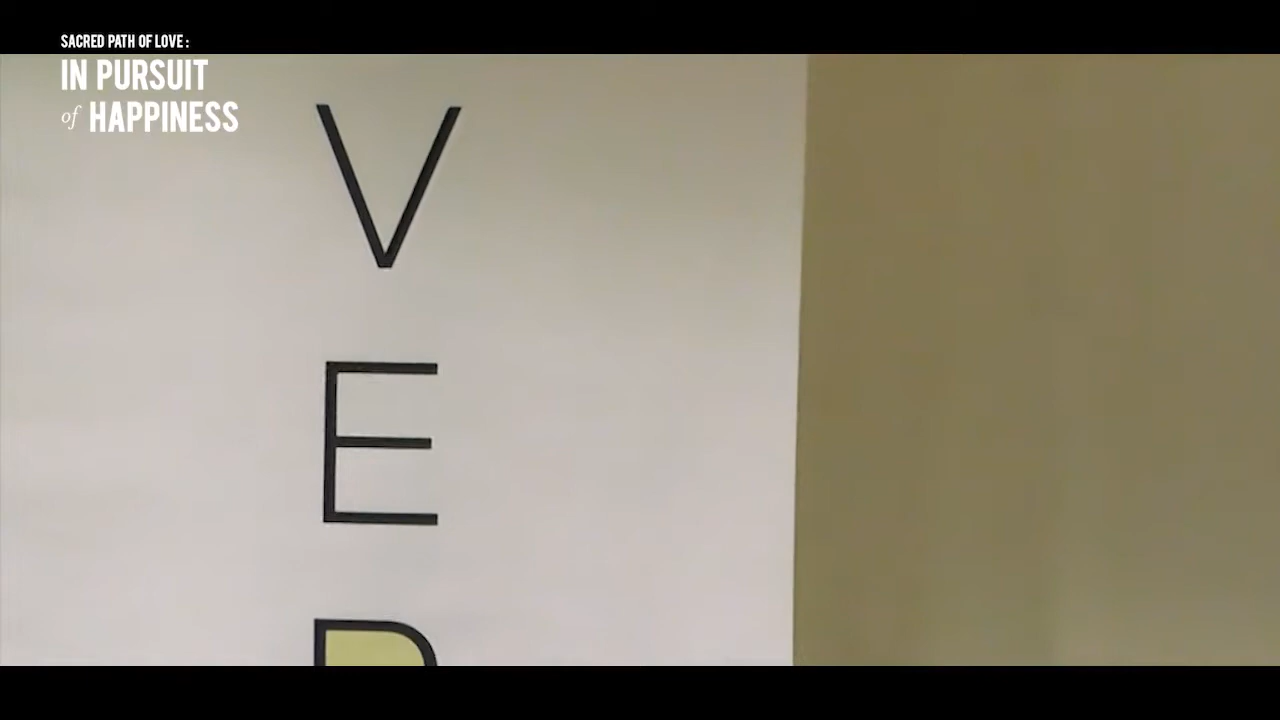 SACRED PATH OF LOVE :
IN PURSUIT
of HAPPINESS
V
E